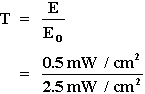 T = E / E₀
= 0.5 mW / cm² / 2.5 mW / cm²